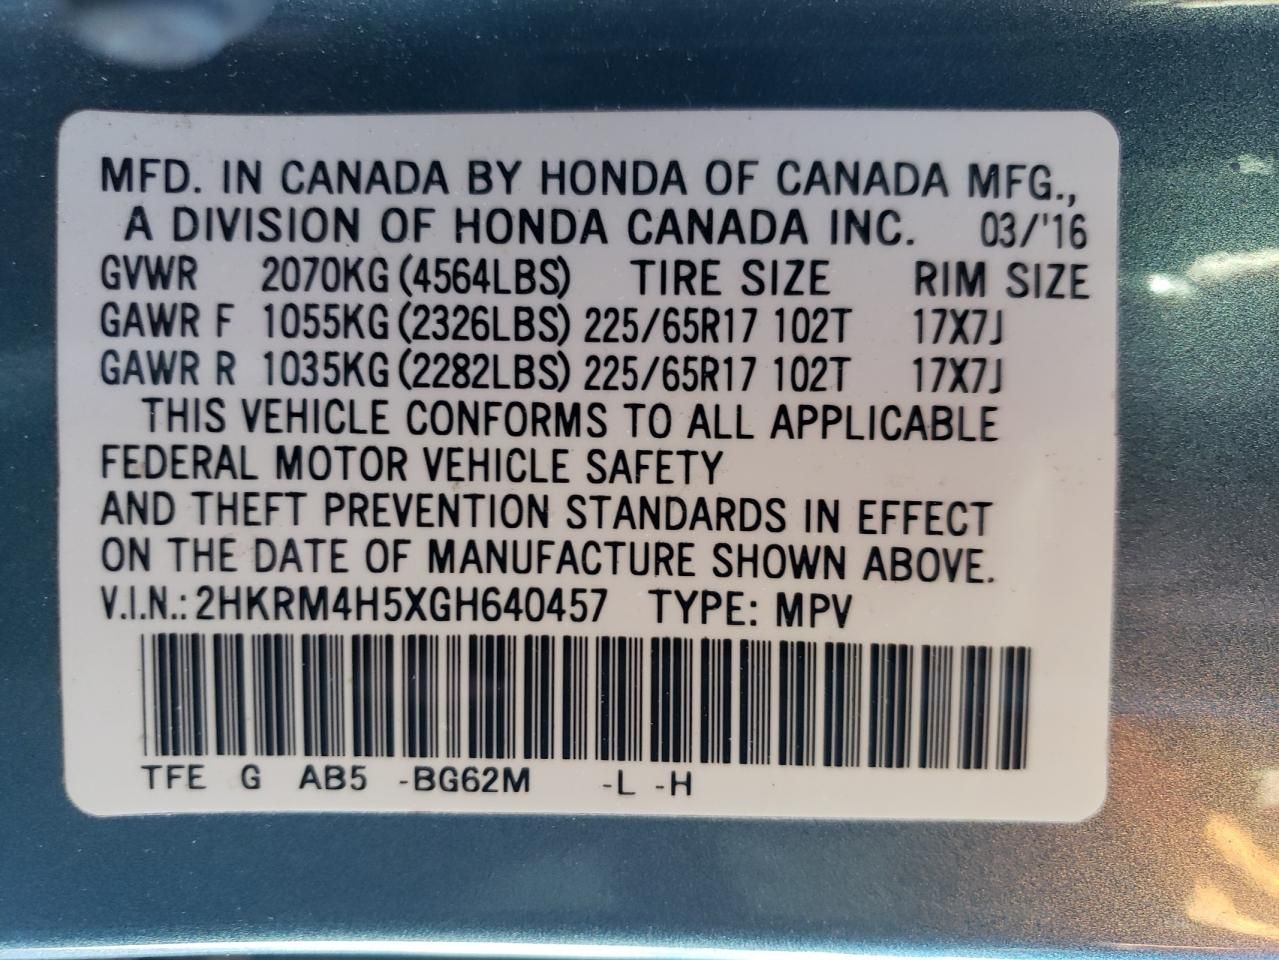 MFD. IN CANADA BY HONDA OF CANADA MFG.,
A DIVISION OF HONDA CANADA INC. 03/'16
GVWR 2070KG (4564LBS) TIRE SIZE RIM SIZE
GAWR F 1055KG (2326LBS) 225/65R17 102T 17X7J
GAWR R 1035KG (2282LBS) 225/65R17 102T 17X7J
THIS VEHICLE CONFORMS TO ALL APPLICABLE
FEDERAL MOTOR VEHICLE SAFETY
AND THEFT PREVENTION STANDARDS IN EFFECT
ON THE DATE OF MANUFACTURE SHOWN ABOVE.
V.I.N.: 2HKRM4H5XGH640457 TYPE: MPV
TFE G AB5 -BG62M -L -H